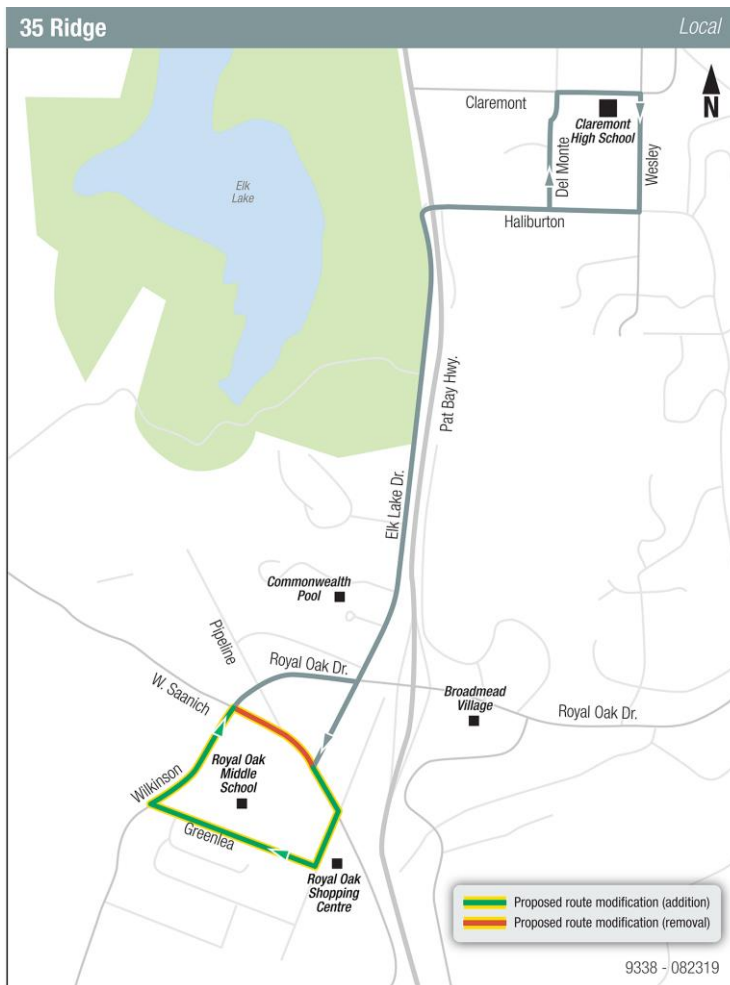 35 Ridge
Local
N
Claremont
Claremont
High School
Del Monte
Wesley
Haliburton
Elk
Lake
Pat Bay Hwy.
Elk Lake Dr.
Commonwealth
Pool
Pipeline
Royal Oak Dr.
W. Saanich
Broadmead
Village
Royal Oak Dr.
Royal Oak
Middle
School
Wilkinson
Greenlea
Royal Oak
Shopping
Centre
Proposed route modification (addition)
Proposed route modification (removal)
9338 - 082319